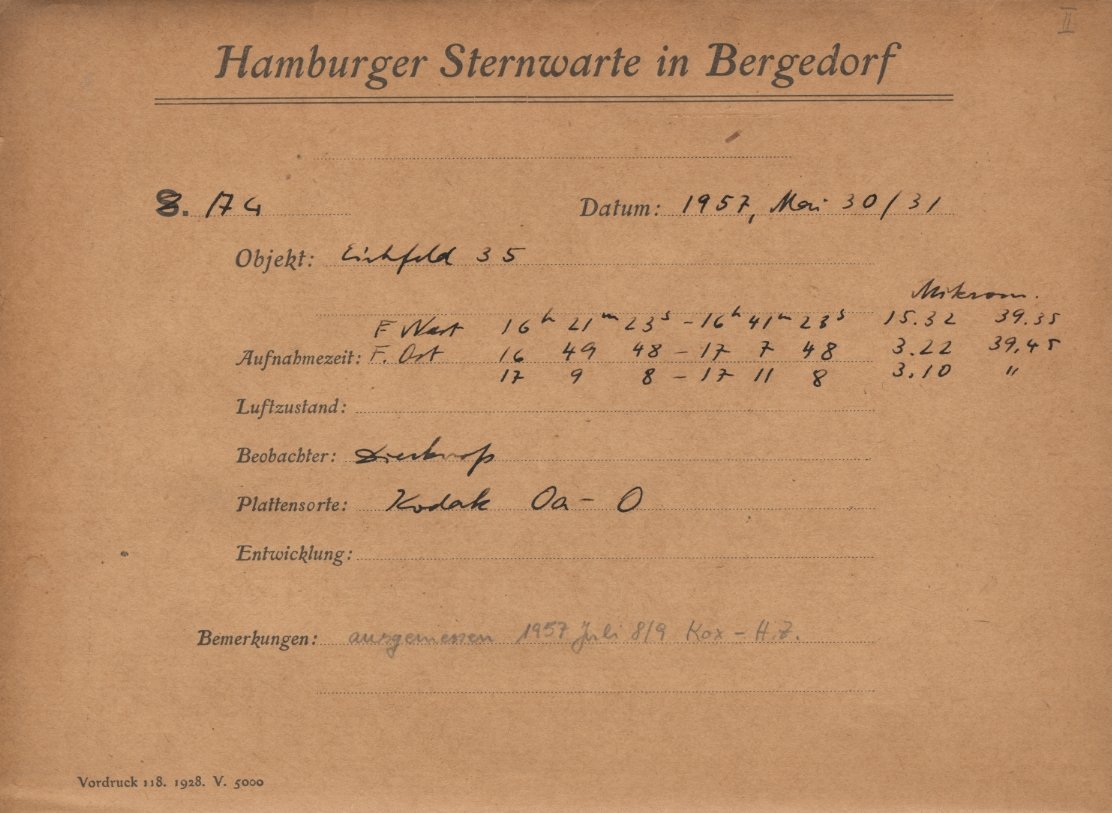 II
Hamburger Sternwarte in Bergedorf
S. 174 Datum: 1957, Mai 30/31
Objekt: Eichfeld 35
Mikrom.
F. West 16h 21m 23s - 16h 41m 23s 15.32 39.35
Aufnahmezeit: F. Ost 16 49 48 - 17 7 48 3.22 39.45
17 9 8 - 17 11 8 3.10 "
Luftzustand:
Beobachter: Dieckvoß
Plattensorte: Kodak Oa-O
Entwicklung:
Bemerkungen: ausgemessen 1957 Juli 8/9 Kox - H.Z.
Vordruck 118. 1928. V. 5000